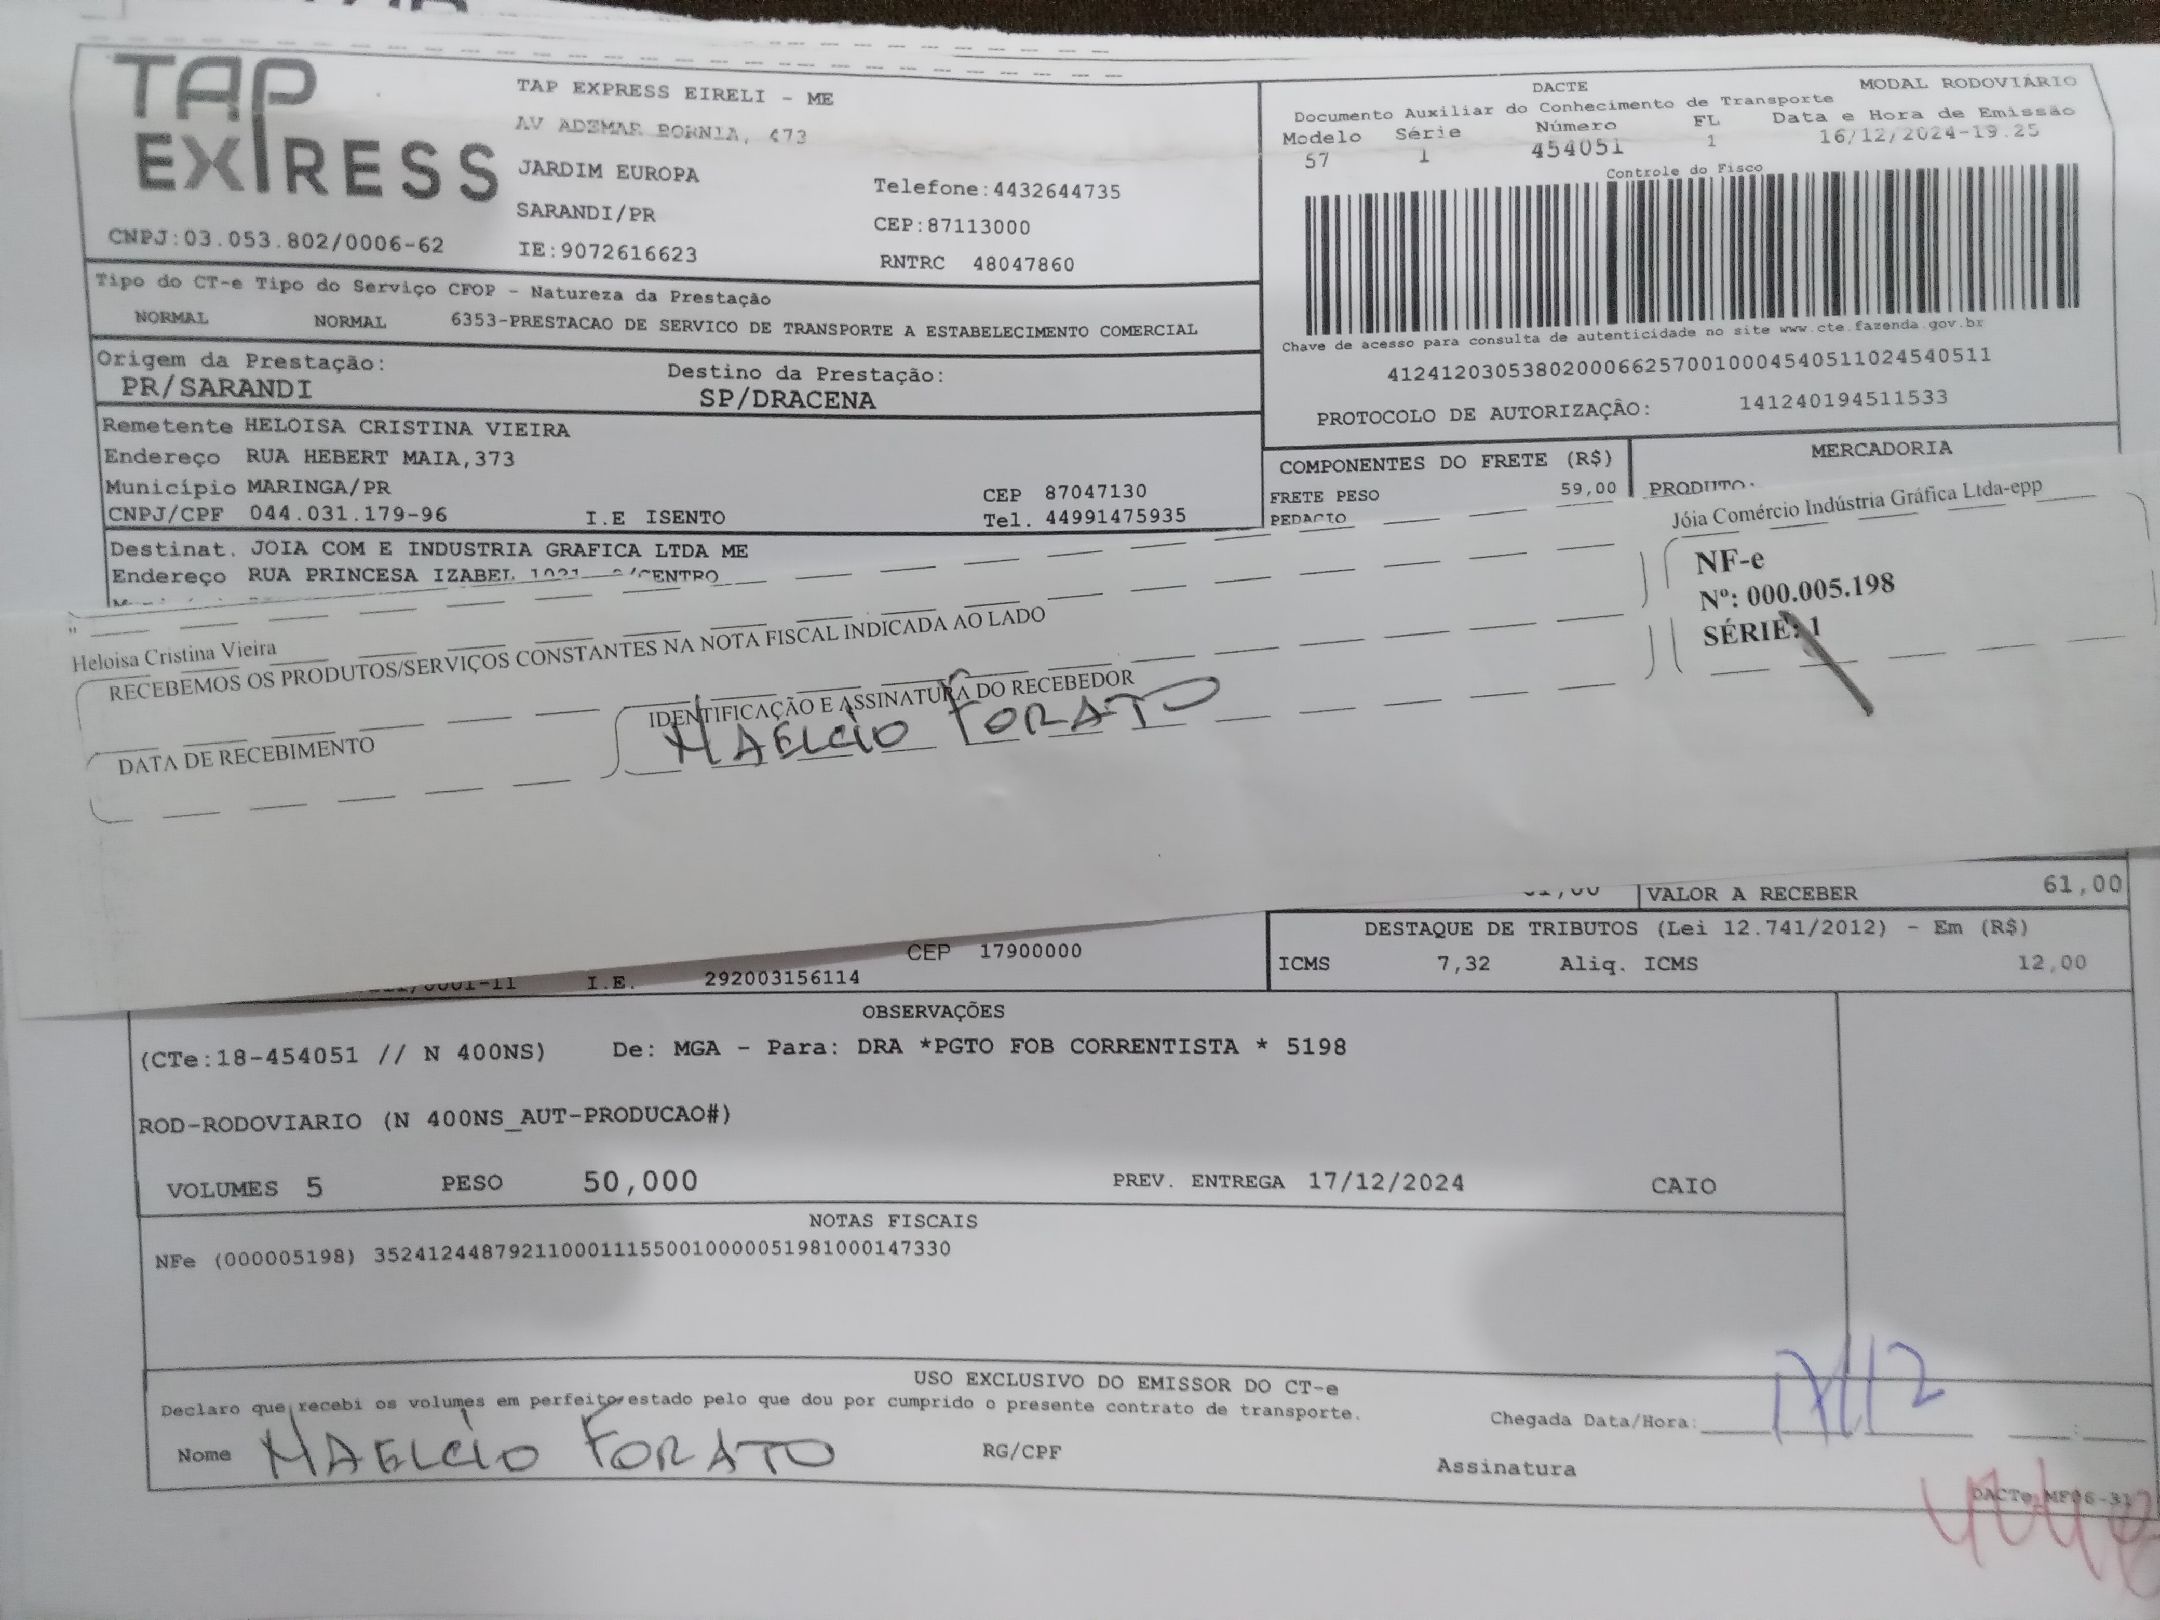 TAP
EXPRESS
TAP EXPRESS EIRELI - ME
AV ADEMAR BORNIA, 473
JARDIM EUROPA
SARANDI/PR
IE:9072616623
Telefone:4432644735
CEP:87113000
RNTRC 48047860
CNPJ:03.053.802/0006-62
DACTE
MODAL RODOVIÁRIO
Documento Auxiliar do Conhecimento de Transporte
Modelo Série Número FL Data e Hora de Emissão
57 1 454051 1 16/12/2024-19.25
Controle do Fisco
Chave de acesso para consulta de autenticidade no site www.cte.fazenda.gov.br
41241203053802000662570010004540511024540511
PROTOCOLO DE AUTORIZAÇÃO: 141240194511533
Tipo do CT-e Tipo do Serviço CFOP - Natureza da Prestação
NORMAL NORMAL 6353-PRESTACAO DE SERVICO DE TRANSPORTE A ESTABELECIMENTO COMERCIAL
Origem da Prestação: Destino da Prestação:
PR/SARANDI SP/DRACENA
Remetente HELOISA CRISTINA VIEIRA
Endereço RUA HEBERT MAIA,373
Município MARINGA/PR CEP 87047130
CNPJ/CPF 044.031.179-96 I.E ISENTO Tel. 44991475935
COMPONENTES DO FRETE (R$) MERCADORIA
FRETE PESO 59,00 PRODUTO:
Destinat. JOIA COM E INDUSTRIA GRAFICA LTDA ME
Endereço RUA PRINCESA IZABEL
Jóia Comércio Indústria Gráfica Ltda-epp
NF-e
Nº: 000.005.198
SÉRIE: 1
Heloisa Cristina Vieira
RECEBEMOS OS PRODUTOS/SERVIÇOS CONSTANTES NA NOTA FISCAL INDICADA AO LADO
DATA DE RECEBIMENTO
IDENTIFICAÇÃO E ASSINATURA DO RECEBEDOR
MAELCIO FORATO
VALOR A RECEBER 61,00
DESTAQUE DE TRIBUTOS (Lei 12.741/2012) - Em (R$)
ICMS 7,32 Aliq. ICMS 12,00
CEP 17900000
I.E. 292003156114
OBSERVAÇÕES
(CTe:18-454051 // N 400NS) De: MGA - Para: DRA *PGTO FOB CORRENTISTA * 5198
ROD-RODOVIARIO (N 400NS_AUT-PRODUCAO#)
VOLUMES 5 PESO 50,000 PREV. ENTREGA 17/12/2024 CAIO
NOTAS FISCAIS
NFe (000005198) 35241244879211000111550010000051981000147330
USO EXCLUSIVO DO EMISSOR DO CT-e
Declaro que recebi os volumes em perfeito estado pelo que dou por cumprido o presente contrato de transporte.
Chegada Data/Hora: 17/12
Nome MAELCIO FORATO RG/CPF Assinatura